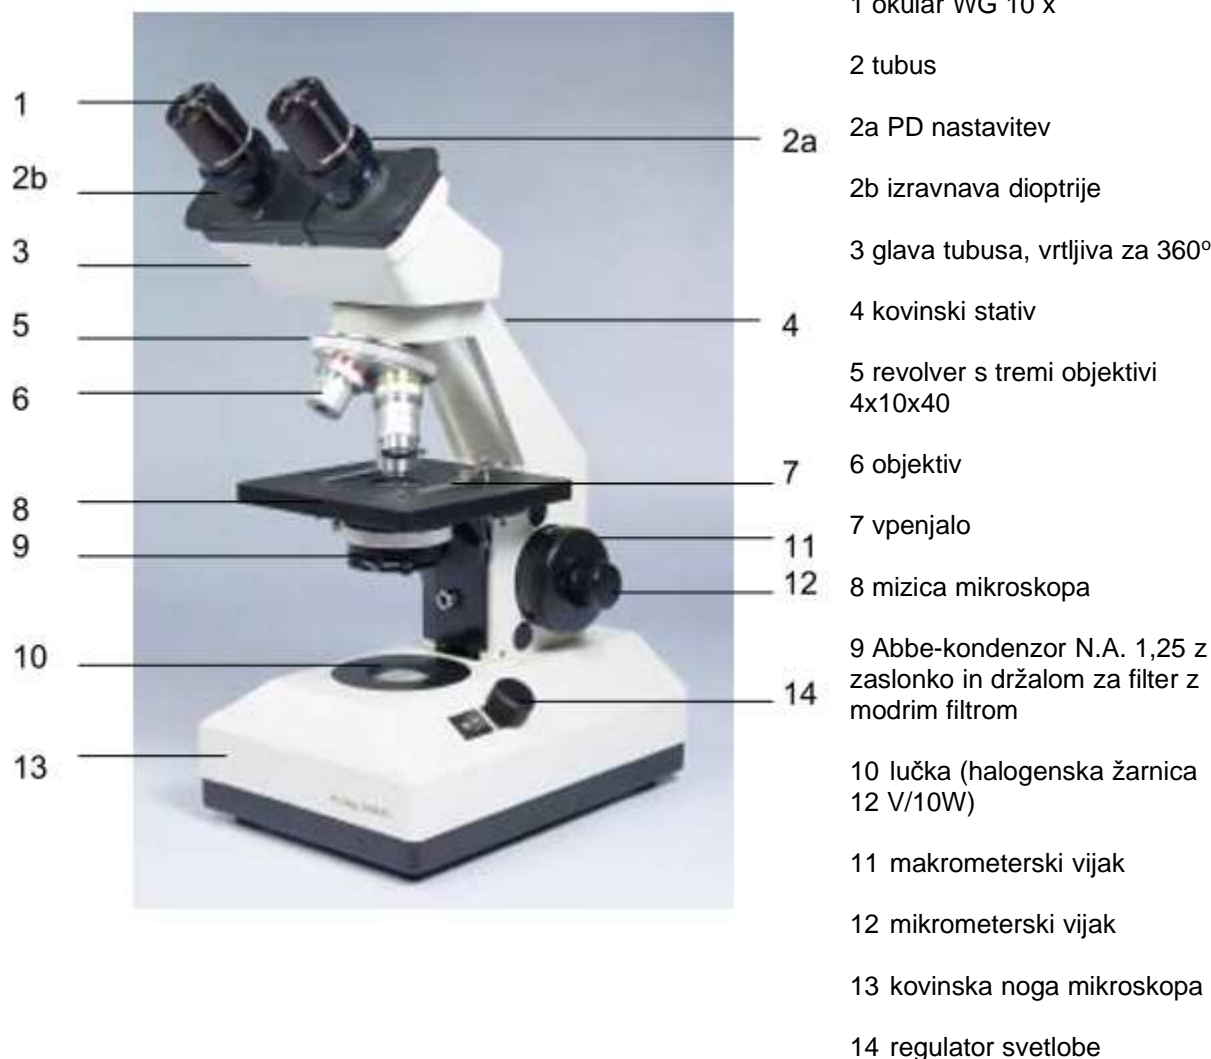 1 okular WG 10 x
2 tubus
2a PD nastavitev
2b izravnava dioptrije
3 glava tubusa, vrtljiva za 360º
4 kovinski stativ
5 revolver s tremi objektivi
4x10x40
6 objektiv
7 vpenjalo
8 mizica mikroskopa
9 Abbe-kondenzor N.A. 1,25 z
zaslonko in držalom za filter z
modrim filtrom
10 lučka (halogenska žarnica
12 V/10W)
11 makrometerski vijak
12 mikrometerski vijak
13 kovinska noga mikroskopa
14 regulator svetlobe
1
2b
3
5
6
8
9
10
13
2a
4
7
11
12
14